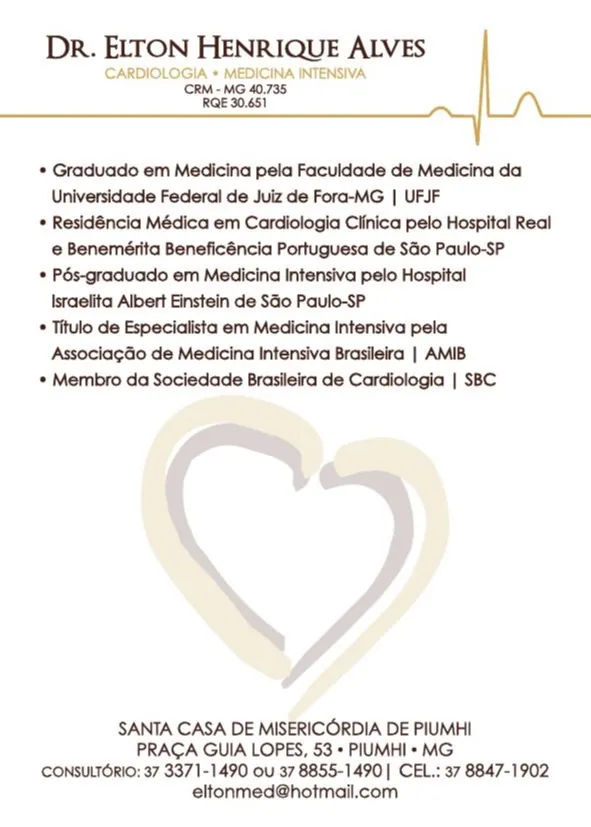 DR. ELTON HENRIQUE ALVES
CARDIOLOGIA • MEDICINA INTENSIVA
CRM - MG 40.735
RQE 30.651
• Graduado em Medicina pela Faculdade de Medicina da
Universidade Federal de Juiz de Fora-MG | UFJF
• Residência Médica em Cardiologia Clínica pelo Hospital Real
e Benemérita Beneficência Portuguesa de São Paulo-SP
• Pós-graduado em Medicina Intensiva pelo Hospital
Israelita Albert Einstein de São Paulo-SP
• Título de Especialista em Medicina Intensiva pela
Associação de Medicina Intensiva Brasileira | AMIB
• Membro da Sociedade Brasileira de Cardiologia | SBC
SANTA CASA DE MISERICÓRDIA DE PIUMHI
PRAÇA GUIA LOPES, 53 • PIUMHI • MG
CONSULTÓRIO: 37 3371-1490 ou 37 8855-1490| CEL.: 37 8847-1902
eltonmed@hotmail.com